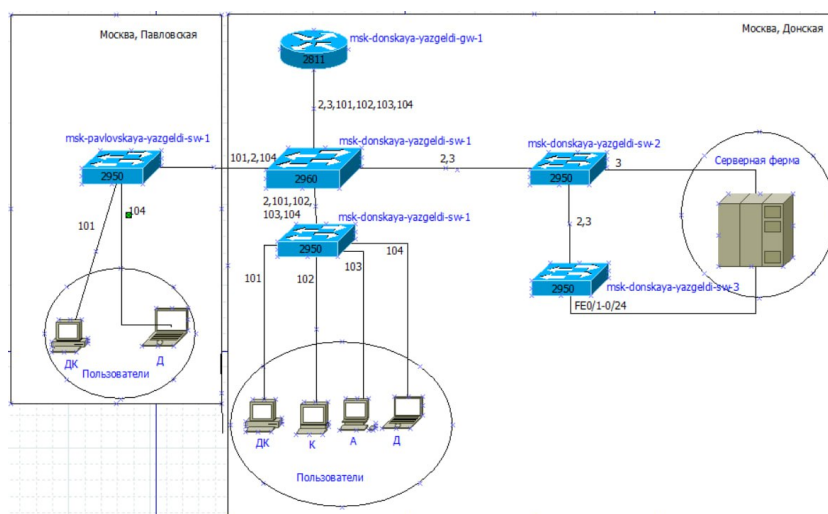 Москва, Павловская
Москва, Донская
msk-donskaya-yazgeldi-gw-1
2811
2,3,101,102,103,104
msk-pavlovskaya-yazgeldi-sw-1
2950
101,2,104
msk-donskaya-yazgeldi-sw-1
2960
2,3
msk-donskaya-yazgeldi-sw-2
2950
3
Серверная ферма
2,101,102,
103,104
msk-donskaya-yazgeldi-sw-1
2950
2,3
msk-donskaya-yazgeldi-sw-3
2950
FE0/1-0/24
101
104
101
102
103
104
ДК
Д
Пользователи
ДК
К
А
Д
Пользователи